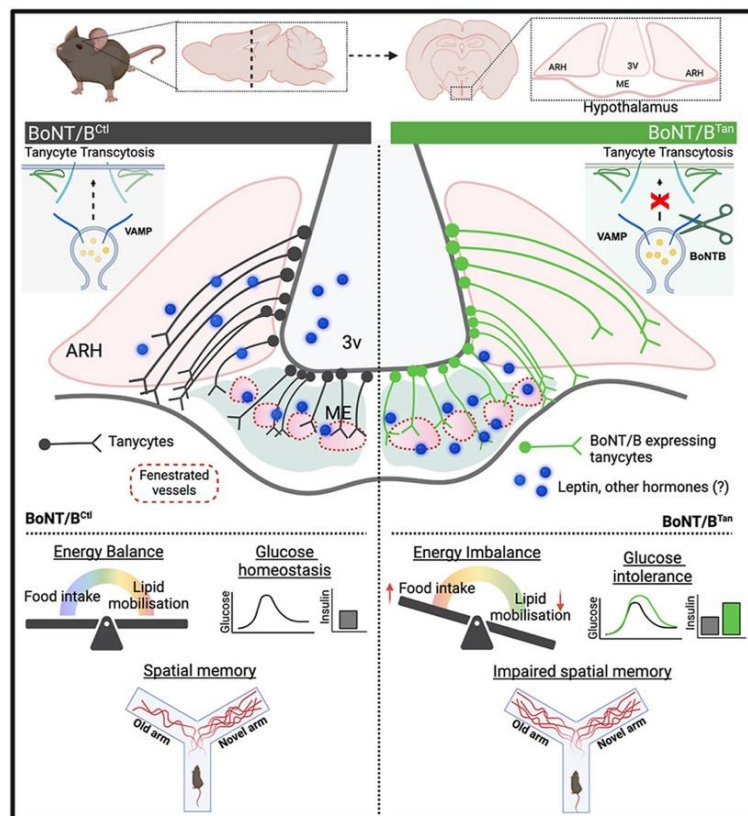 ARH
3V
ARH
ME
Hypothalamus
BoNT/B^Ctl
BoNT/B^Tan
Tanycyte Transcytosis
VAMP
Tanycyte Transcytosis
VAMP
BoNTB
ARH
3v
ME
Tanycytes
Fenestrated
vessels
BoNT/B expressing
tanycytes
Leptin, other hormones (?)
BoNT/B^Ctl
BoNT/B^Tan
Energy Balance
Food intake
Lipid
mobilisation
Glucose
homeostasis
Glucose
Insulin
Energy Imbalance
Food intake
Lipid
mobilisation
Glucose
intolerance
Glucose
Insulin
Spatial memory
Old arm
Novel arm
Impaired spatial memory
Old arm
Novel arm